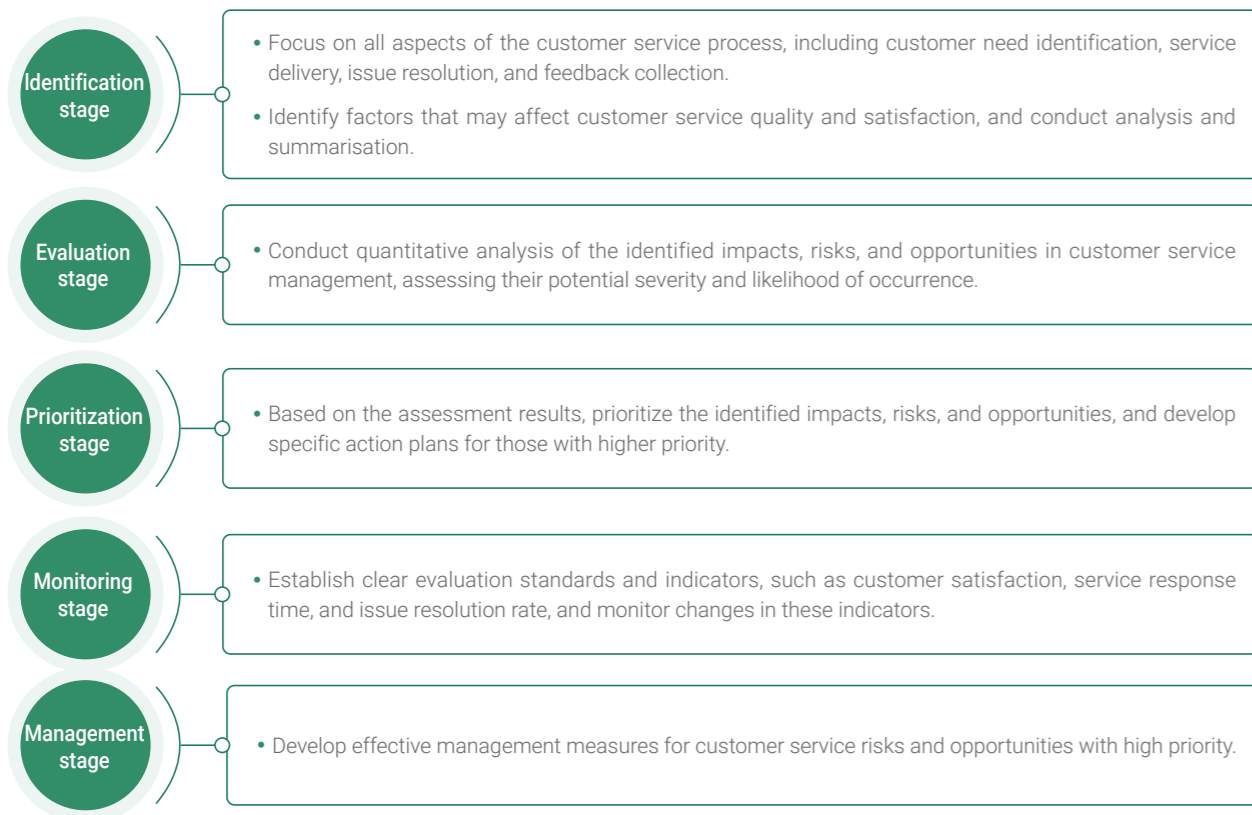 Identification
stage
• Focus on all aspects of the customer service process, including customer need identification, service
delivery, issue resolution, and feedback collection.
• Identify factors that may affect customer service quality and satisfaction, and conduct analysis and
summarisation.
Evaluation
stage
• Conduct quantitative analysis of the identified impacts, risks, and opportunities in customer service
management, assessing their potential severity and likelihood of occurrence.
Prioritization
stage
• Based on the assessment results, prioritize the identified impacts, risks, and opportunities, and develop
specific action plans for those with higher priority.
Monitoring
stage
• Establish clear evaluation standards and indicators, such as customer satisfaction, service response
time, and issue resolution rate, and monitor changes in these indicators.
Management
stage
• Develop effective management measures for customer service risks and opportunities with high priority.